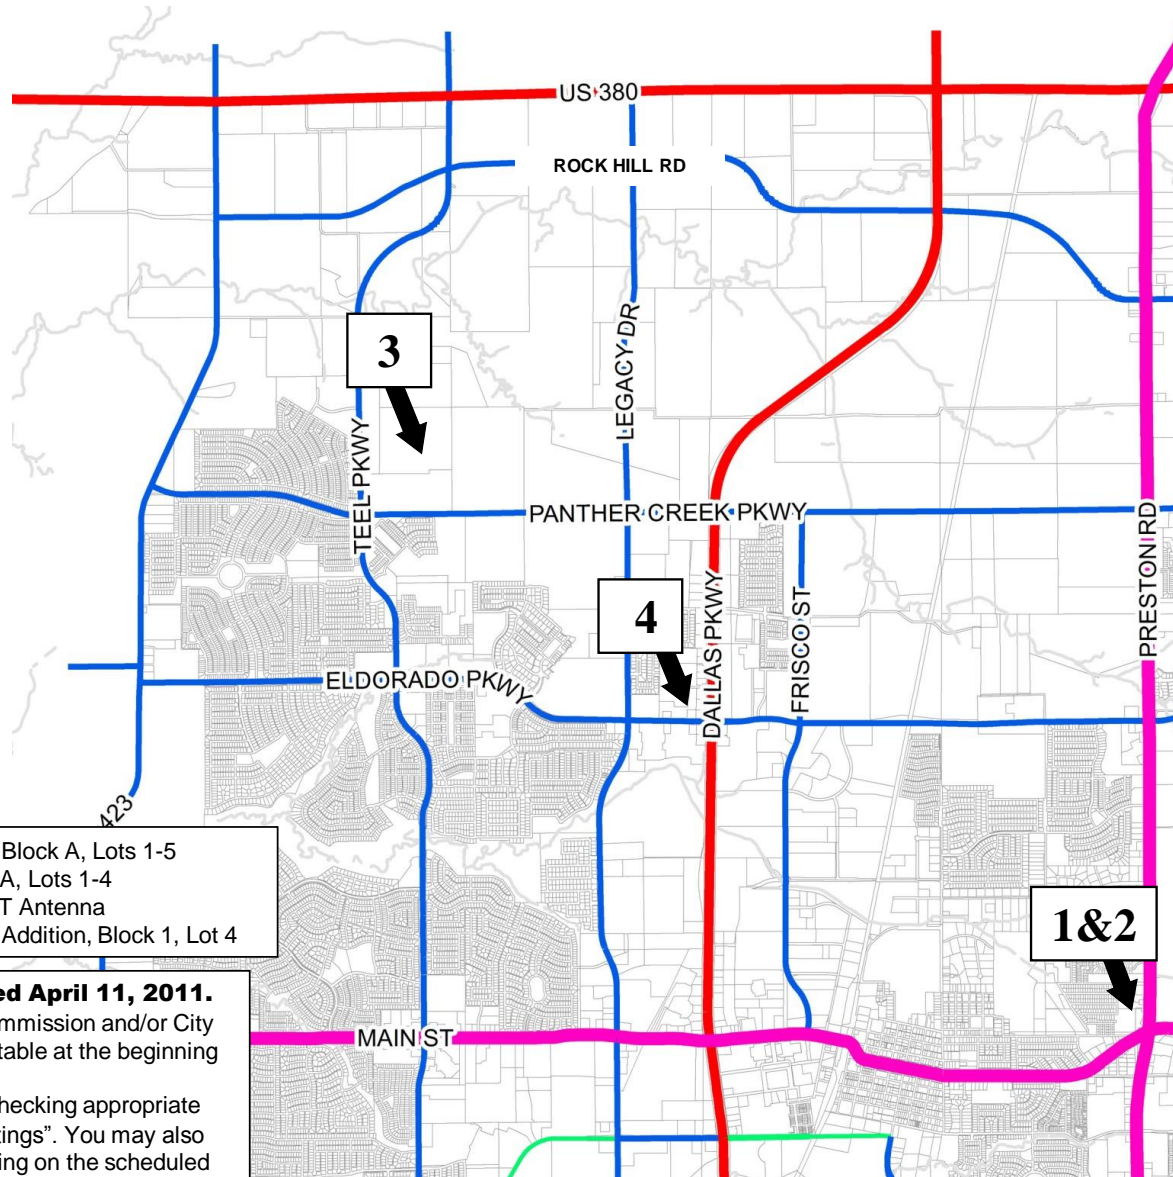 US 380
ROCK HILL RD
LEGACY DR
3
TEEL PKWY
PANTHER CREEK PKWY
PRESTON RD
4
DALLAS PKWY
FRISCO ST
ELDORADO PKWY
423
Block A, Lots 1-5
A, Lots 1-4
T Antenna
Addition, Block 1, Lot 4
1&2
ed April 11, 2011.
mmission and/or City
table at the beginning
MAIN ST
hecking appropriate
tings”. You may also
ing on the scheduled